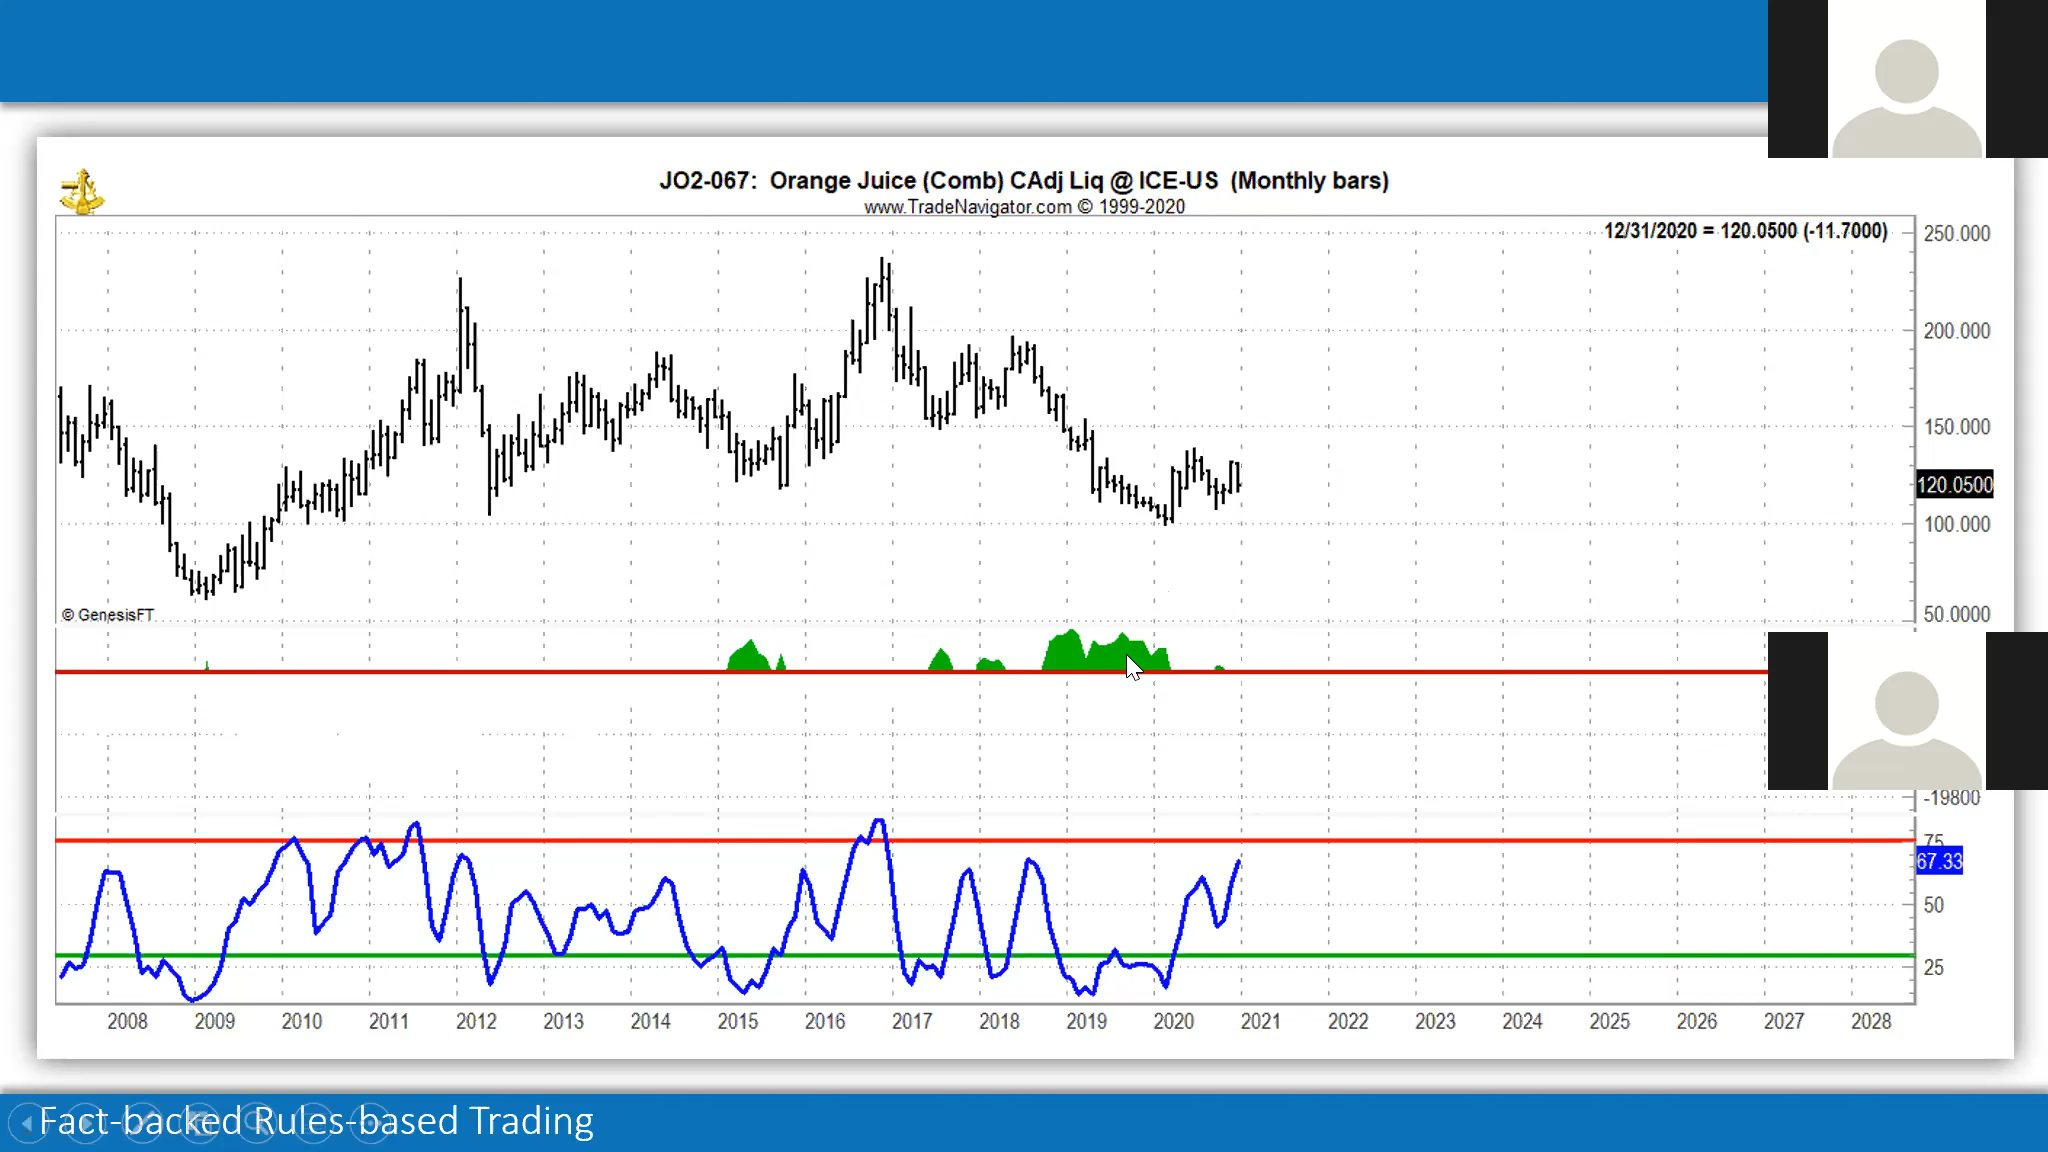 JO2-067: Orange Juice (Comb) CAdj Liq @ ICE-US (Monthly bars)
www.TradeNavigator.com © 1999-2020
12/31/2020 = 120.0500 (-11.7000)
250.000
200.000
150.000
120.0500
100.000
50.0000
© GenesisFT
-19800
75
67.33
50
25
2008 2009 2010 2011 2012 2013 2014 2015 2016 2017 2018 2019 2020 2021 2022 2023 2024 2025 2026 2027 2028
Fact-backed Rules-based Trading